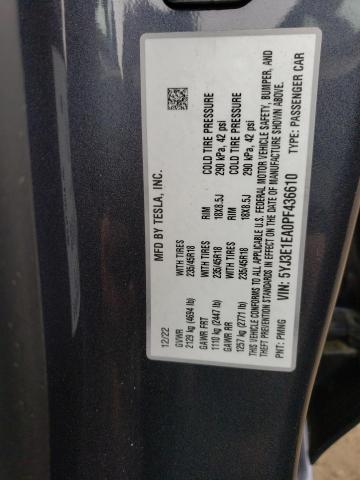 MFD BY TESLA, INC.
12/22
GVWR
2129 kg (4694 lb)
GAWR FRT WITH TIRES RIM COLD TIRE PRESSURE
1110 kg (2447 lb) 235/45R18 18X8.5J 290 kPa, 42 psi
GAWR RR WITH TIRES RIM COLD TIRE PRESSURE
1257 kg (2771 lb) 235/45R18 18X8.5J 290 kPa, 42 psi
THIS VEHICLE CONFORMS TO ALL APPLICABLE U.S. FEDERAL MOTOR VEHICLE SAFETY, BUMPER, AND
THEFT PREVENTION STANDARDS IN EFFECT ON THE DATE OF MANUFACTURE SHOWN ABOVE.
VIN: 5YJ3E1EA0PF436610 TYPE: PASSENGER CAR
PNT: PMNG